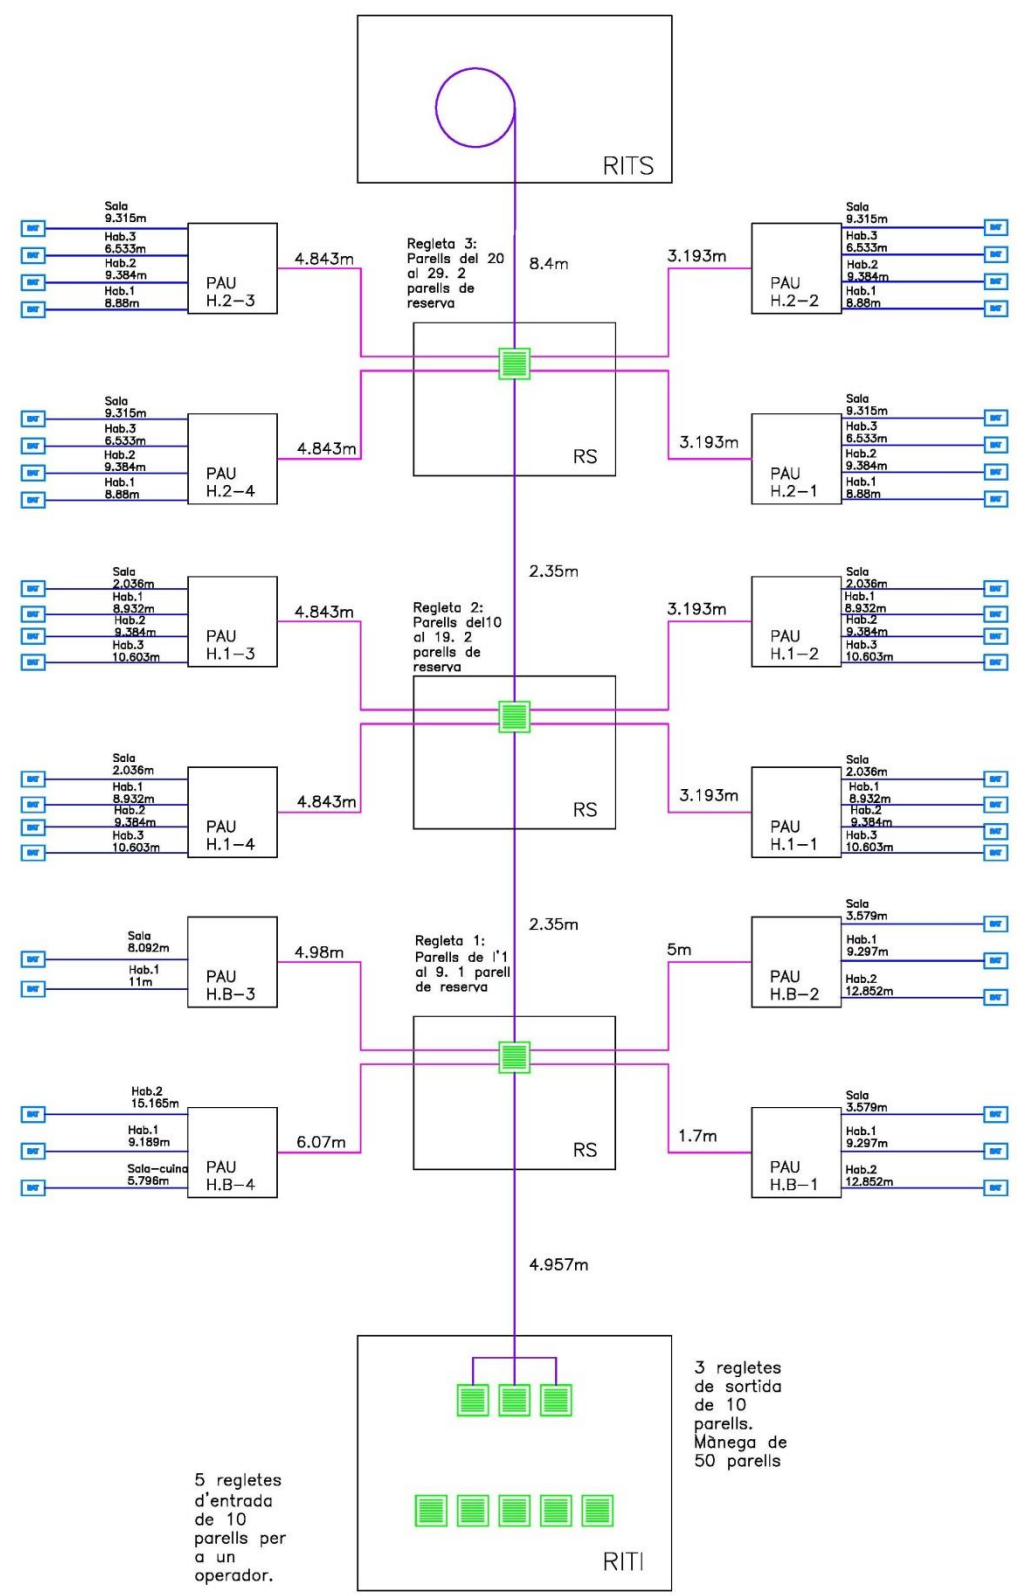 RITS
Sala
9.315m
Hab.3
6.533m
Hab.2
9.384m
Hab.1
8.88m
PAU
H.2-3
4.843m
Regleta 3:
Parells del 20
al 29. 2
parells de
reserva
8.4m
3.193m
PAU
H.2-2
Sala
9.315m
Hab.3
6.533m
Hab.2
9.384m
Hab.1
8.88m
Sala
9.315m
Hab.3
6.533m
Hab.2
9.384m
Hab.1
8.88m
PAU
H.2-4
4.843m
RS
3.193m
PAU
H.2-1
Sala
9.315m
Hab.3
6.533m
Hab.2
9.384m
Hab.1
8.88m
2.35m
Sala
2.036m
Hab.1
8.932m
Hab.2
9.384m
Hab.3
10.603m
PAU
H.1-3
4.843m
Regleta 2:
Parells del10
al 19. 2
parells de
reserva
3.193m
PAU
H.1-2
Sala
2.036m
Hab.1
8.932m
Hab.2
9.384m
Hab.3
10.603m
Sala
2.036m
Hab.1
8.932m
Hab.2
9.384m
Hab.3
10.603m
PAU
H.1-4
4.843m
RS
3.193m
PAU
H.1-1
Sala
2.036m
Hab.1
8.932m
Hab.2
9.384m
Hab.3
10.603m
2.35m
Sala
8.092m
Hab.1
11m
PAU
H.B-3
4.98m
Regleta 1:
Parells de l'1
al 9. 1 parell
de reserva
5m
PAU
H.B-2
Sala
3.579m
Hab.1
9.297m
Hab.2
12.852m
Hab.2
15.165m
Hab.1
9.189m
Sala-cuina
5.796m
PAU
H.B-4
6.07m
RS
1.7m
PAU
H.B-1
Sala
3.579m
Hab.1
9.297m
Hab.2
12.852m
4.957m
3 regletes
de sortida
de 10
parells.
Mànega de
50 parells
5 regletes
d'entrada
de 10
parells per
a un
operador.
RITI